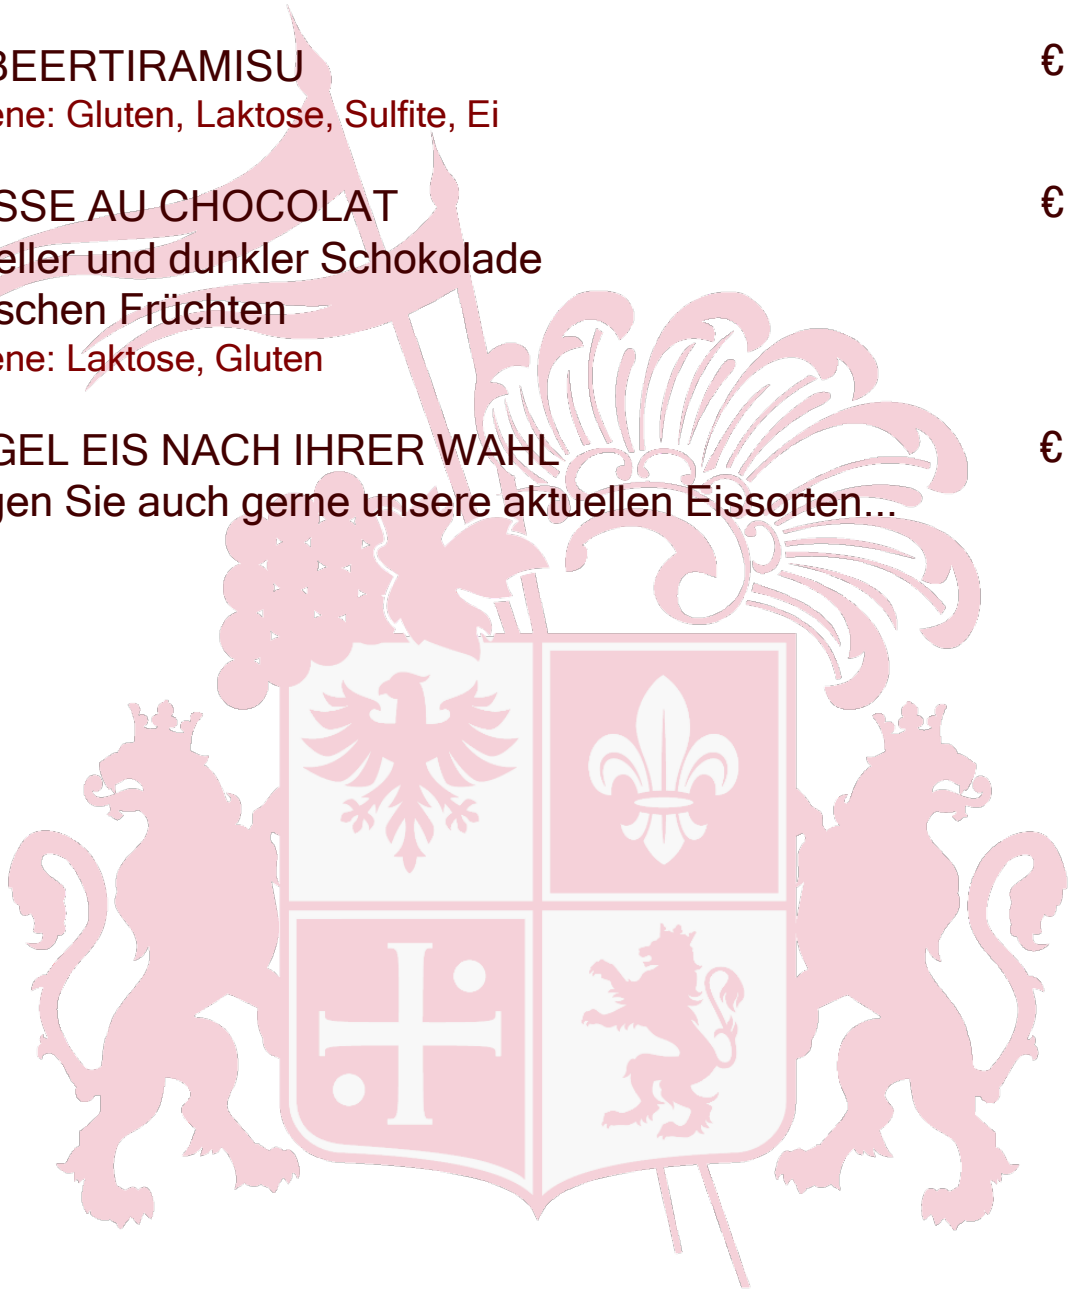 BEERTIRAMISU €
ene: Gluten, Laktose, Sulfite, Ei
SSE AU CHOCOLAT €
eller und dunkler Schokolade
schen Früchten
ene: Laktose, Gluten
GEL EIS NACH IHRER WAHL €
gen Sie auch gerne unsere aktuellen Eissorten...